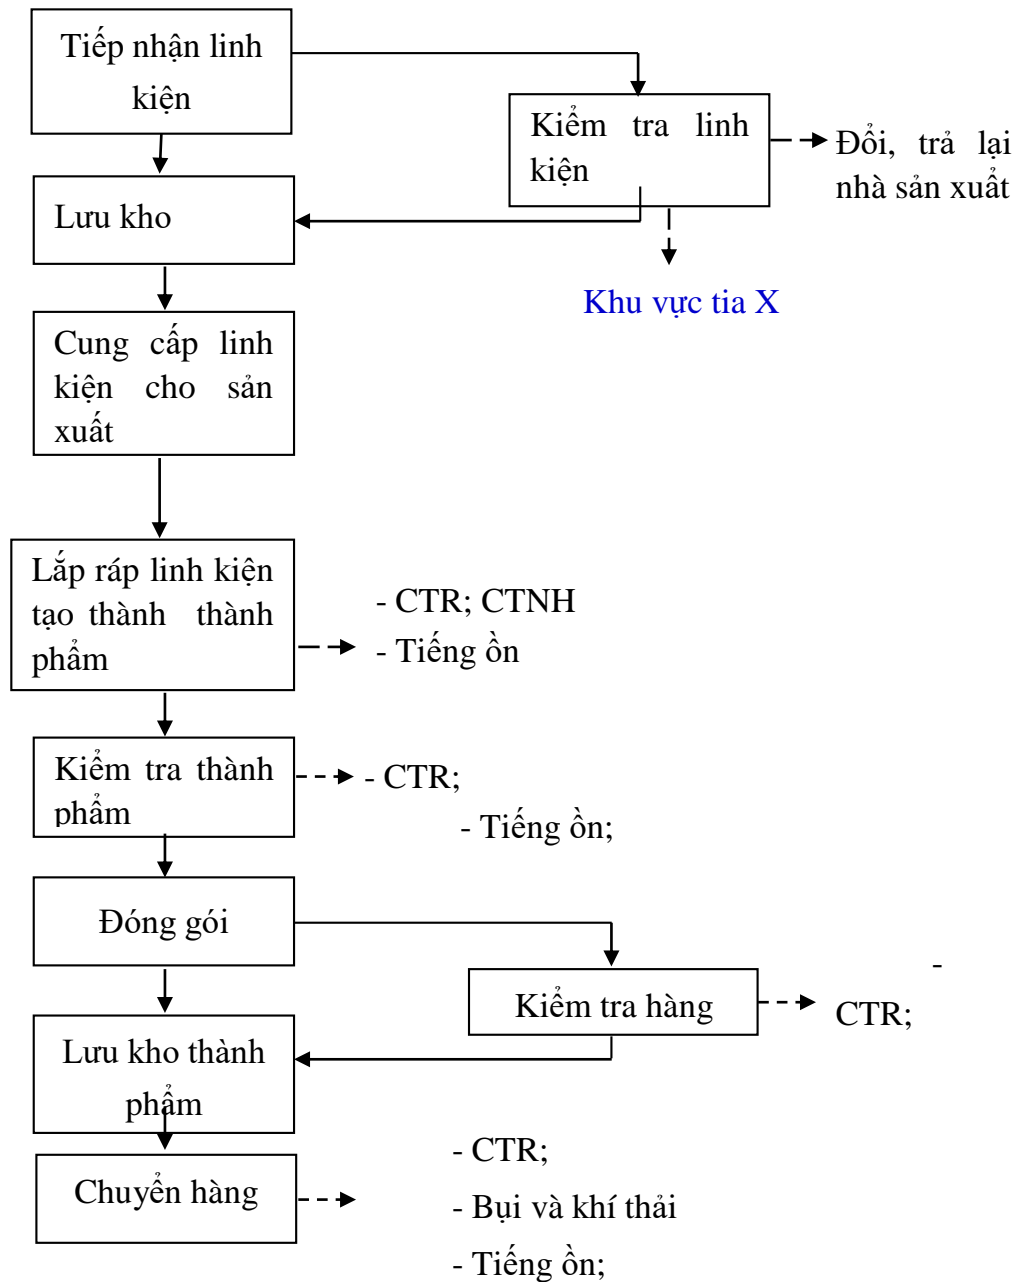 Tiếp nhận linh
kiện
Kiểm tra linh
kiện
Đổi, trả lại
nhà sản xuất
Lưu kho
Khu vực tia X
Cung cấp linh
kiện cho sản
xuất
Lắp ráp linh kiện
tạo thành thành
phẩm
- CTR; CTNH
- Tiếng ồn
Kiểm tra thành
phẩm
- CTR;
- Tiếng ồn;
Đóng gói
Kiểm tra hàng
-
CTR;
Lưu kho thành
phẩm
Chuyển hàng
- CTR;
- Bụi và khí thải
- Tiếng ồn;